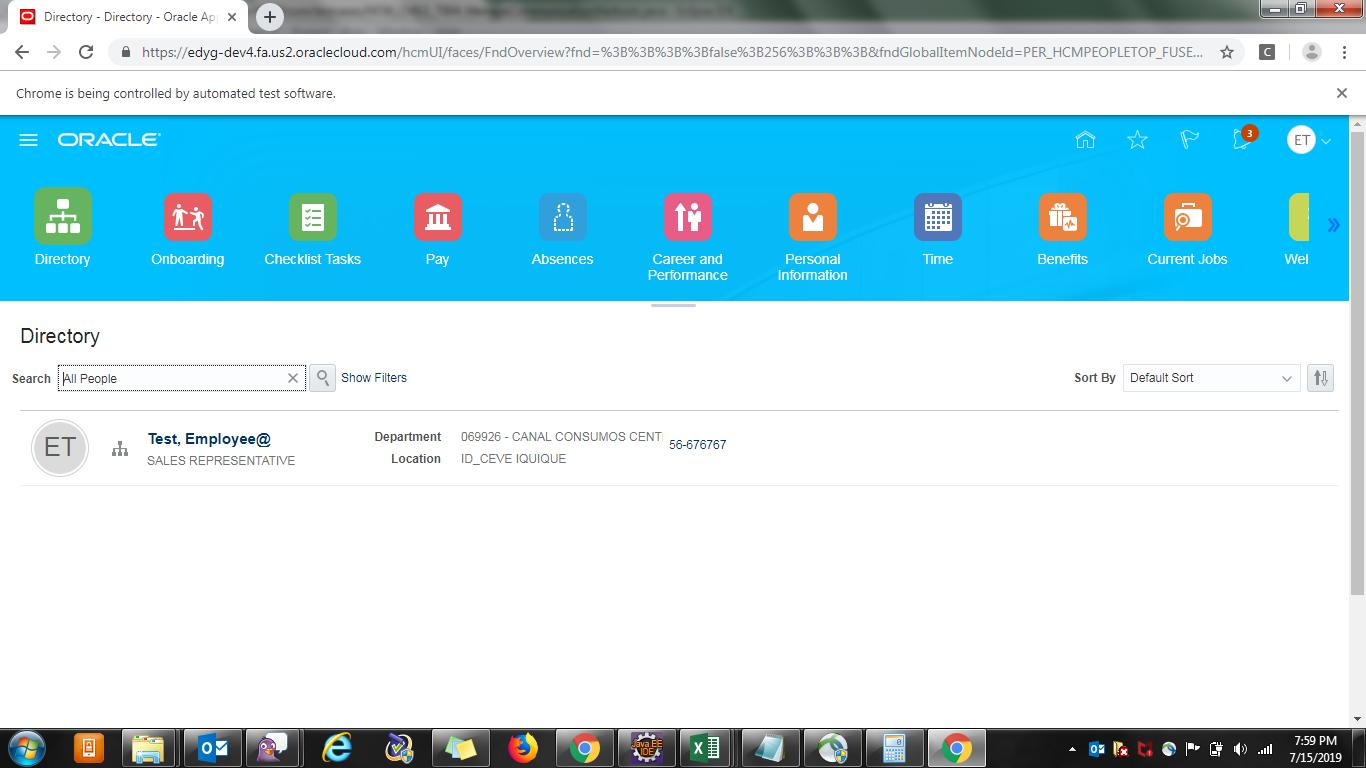 Directory - Directory - Oracle Ap
https://edyg-dev4.fa.us2.oraclecloud.com/hcmUI/faces/FndOverview?fnd=%3B%3B%3B%3Bfalse%3B256%3B%3B%3B&fndGlobalItemNodeId=PER_HCMPEOPLETOP_FUSE...
C
Chrome is being controlled by automated test software.
ORACLE
3
ET
Directory
Onboarding
Checklist Tasks
Pay
Absences
Career and
Performance
Personal
Information
Time
Benefits
Current Jobs
Wel
Directory
Search All People Show Filters
Sort By Default Sort
ET
Test, Employee@
SALES REPRESENTATIVE
Department 069926 - CANAL CONSUMOS CENT
Location ID_CEVE IQUIQUE
56-676767
Java EE
IDE
7:59 PM
7/15/2019